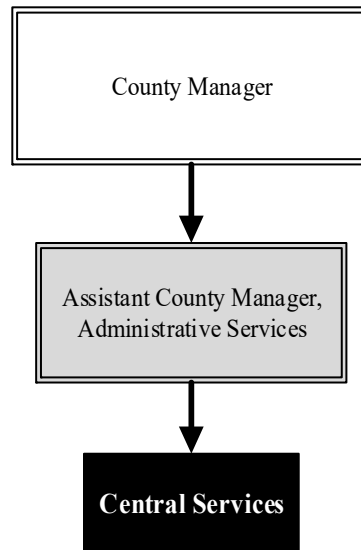 County Manager
Assistant County Manager,
Administrative Services
Central Services